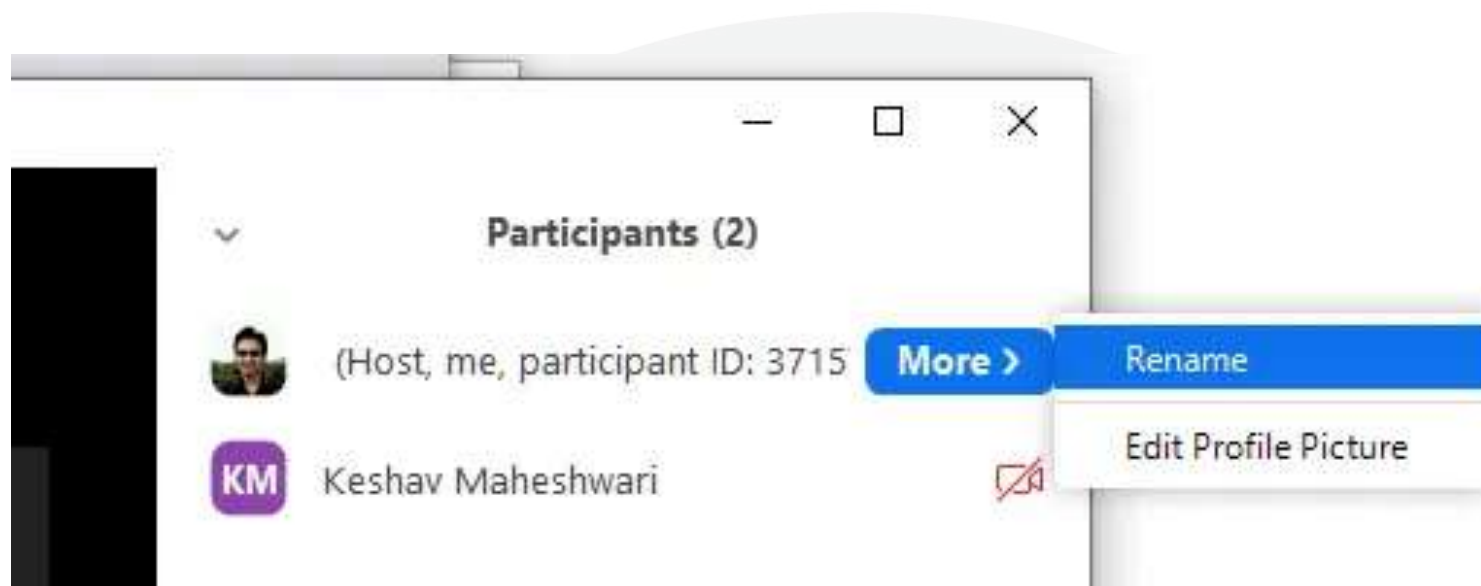 Participants (2)
(Host, me, participant ID: 3715
More >
Rename
Edit Profile Picture
KM
Keshav Maheshwari